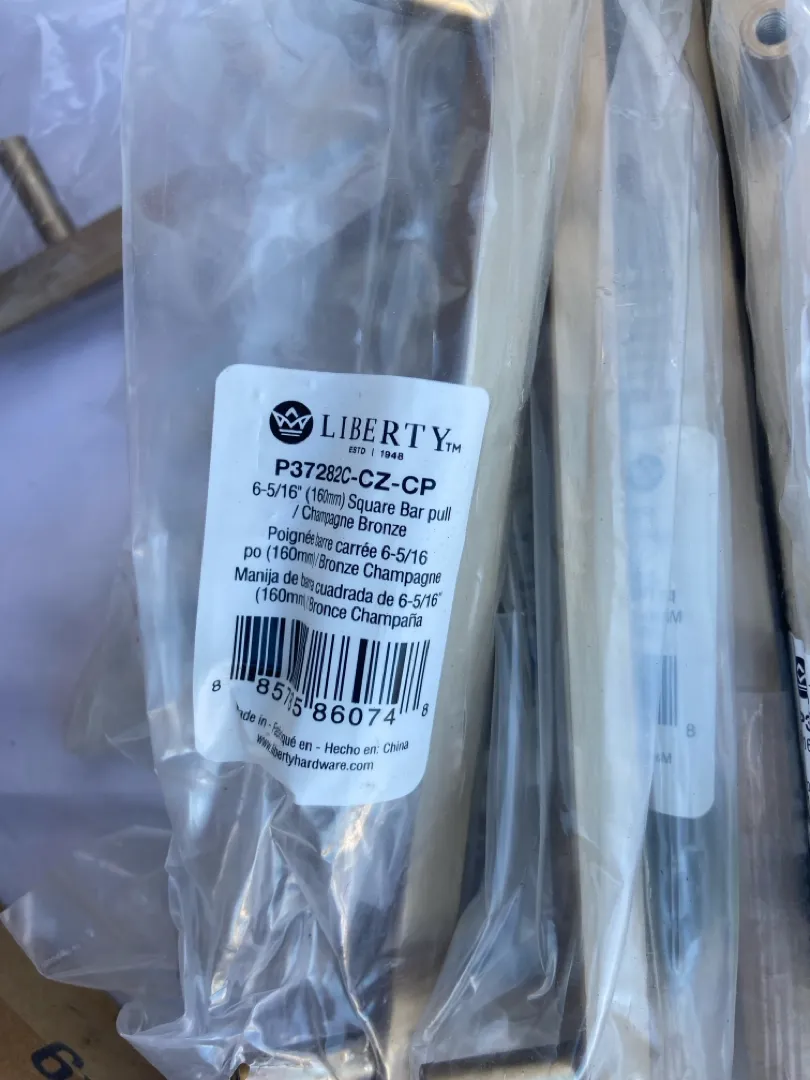 LIBERTY™
ESTD | 1948
P37282C-CZ-CP
6-5/16" (160mm) Square Bar pull
/ Champagne Bronze
Poignée barre carrée 6-5/16
po (160mm)/Bronze Champagne
Manija de barra cuadrada de 6-5/16"
(160mm)/Bronce Champaña
8 85785 86074 8
Made in - Fabriqué en - Hecho en: China
www.libertyhardware.com
8